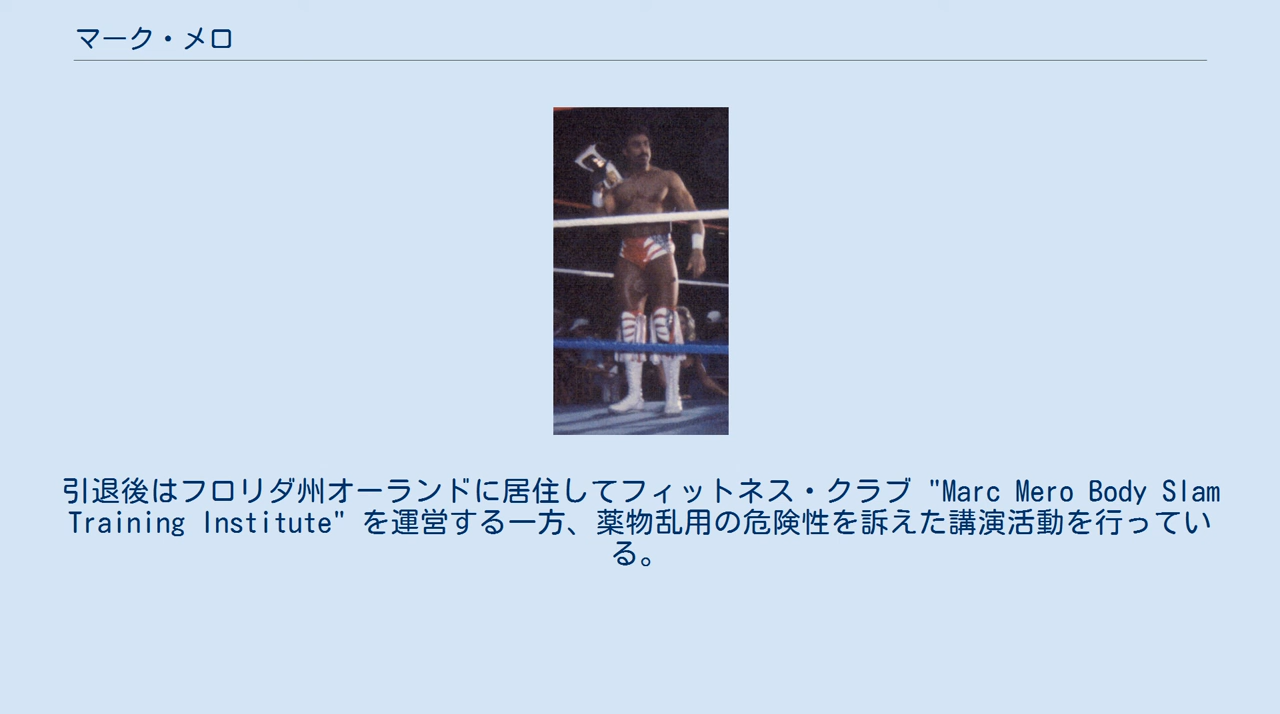 マーク・メロ
引退後はフロリダ州オーランドに居住してフィットネス・クラブ "Marc Mero Body Slam
Training Institute" を運営する一方、薬物乱用の危険性を訴えた講演活動を行ってい
る。